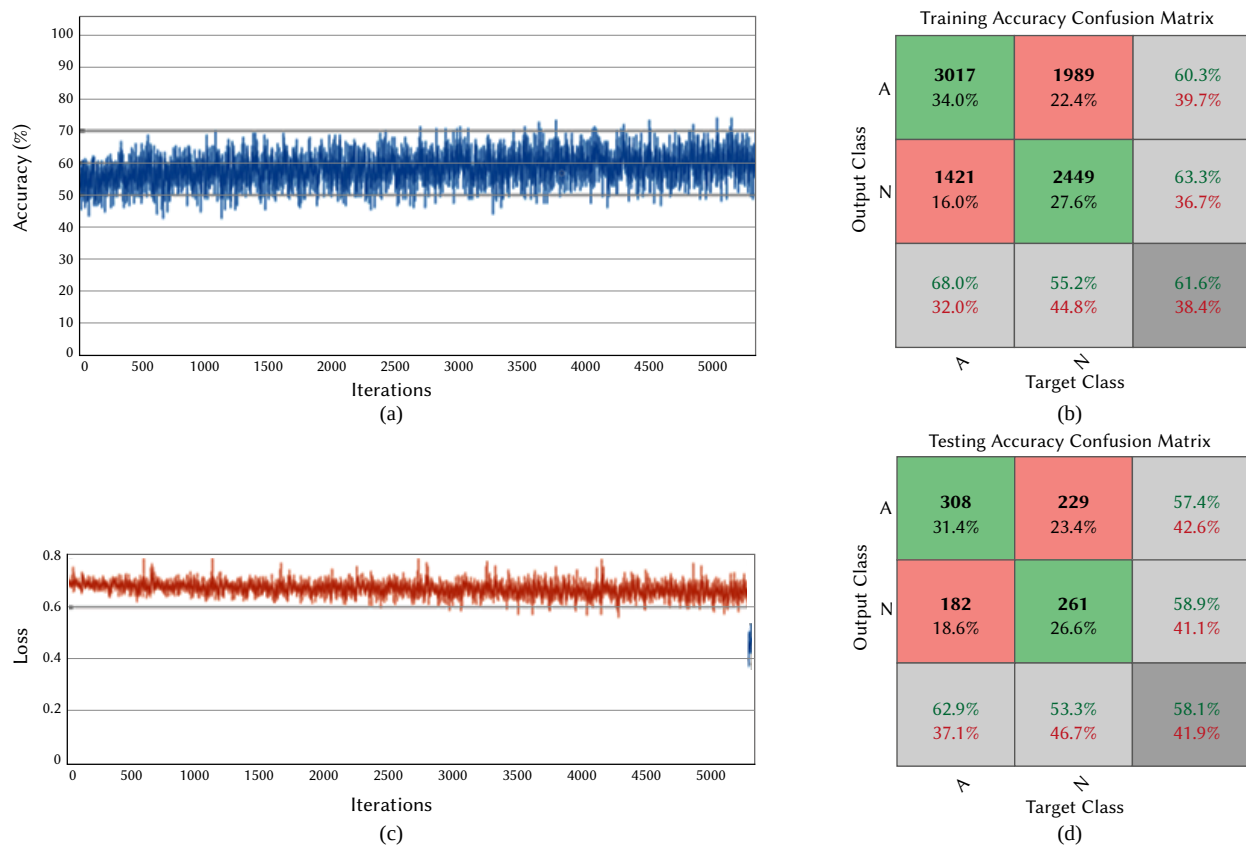 100
90
80
70
60
50
40
30
20
10
0
Accuracy (%)
0 500 1000 1500 2000 2500 3000 3500 4000 4500 5000
Iterations
(a)
Training Accuracy Confusion Matrix
A
3017 1989 60.3%
34.0% 22.4% 39.7%
Output Class
N
1421 2449 63.3%
16.0% 27.6% 36.7%
68.0% 55.2% 61.6%
32.0% 44.8% 38.4%
A N
Target Class
(b)
0.8
0.6
0.4
0.2
0
Loss
0 500 1000 1500 2000 2500 3000 3500 4000 4500 5000
Iterations
(c)
Testing Accuracy Confusion Matrix
A
308 229 57.4%
31.4% 23.4% 42.6%
Output Class
N
182 261 58.9%
18.6% 26.6% 41.1%
62.9% 53.3% 58.1%
37.1% 46.7% 41.9%
A N
Target Class
(d)